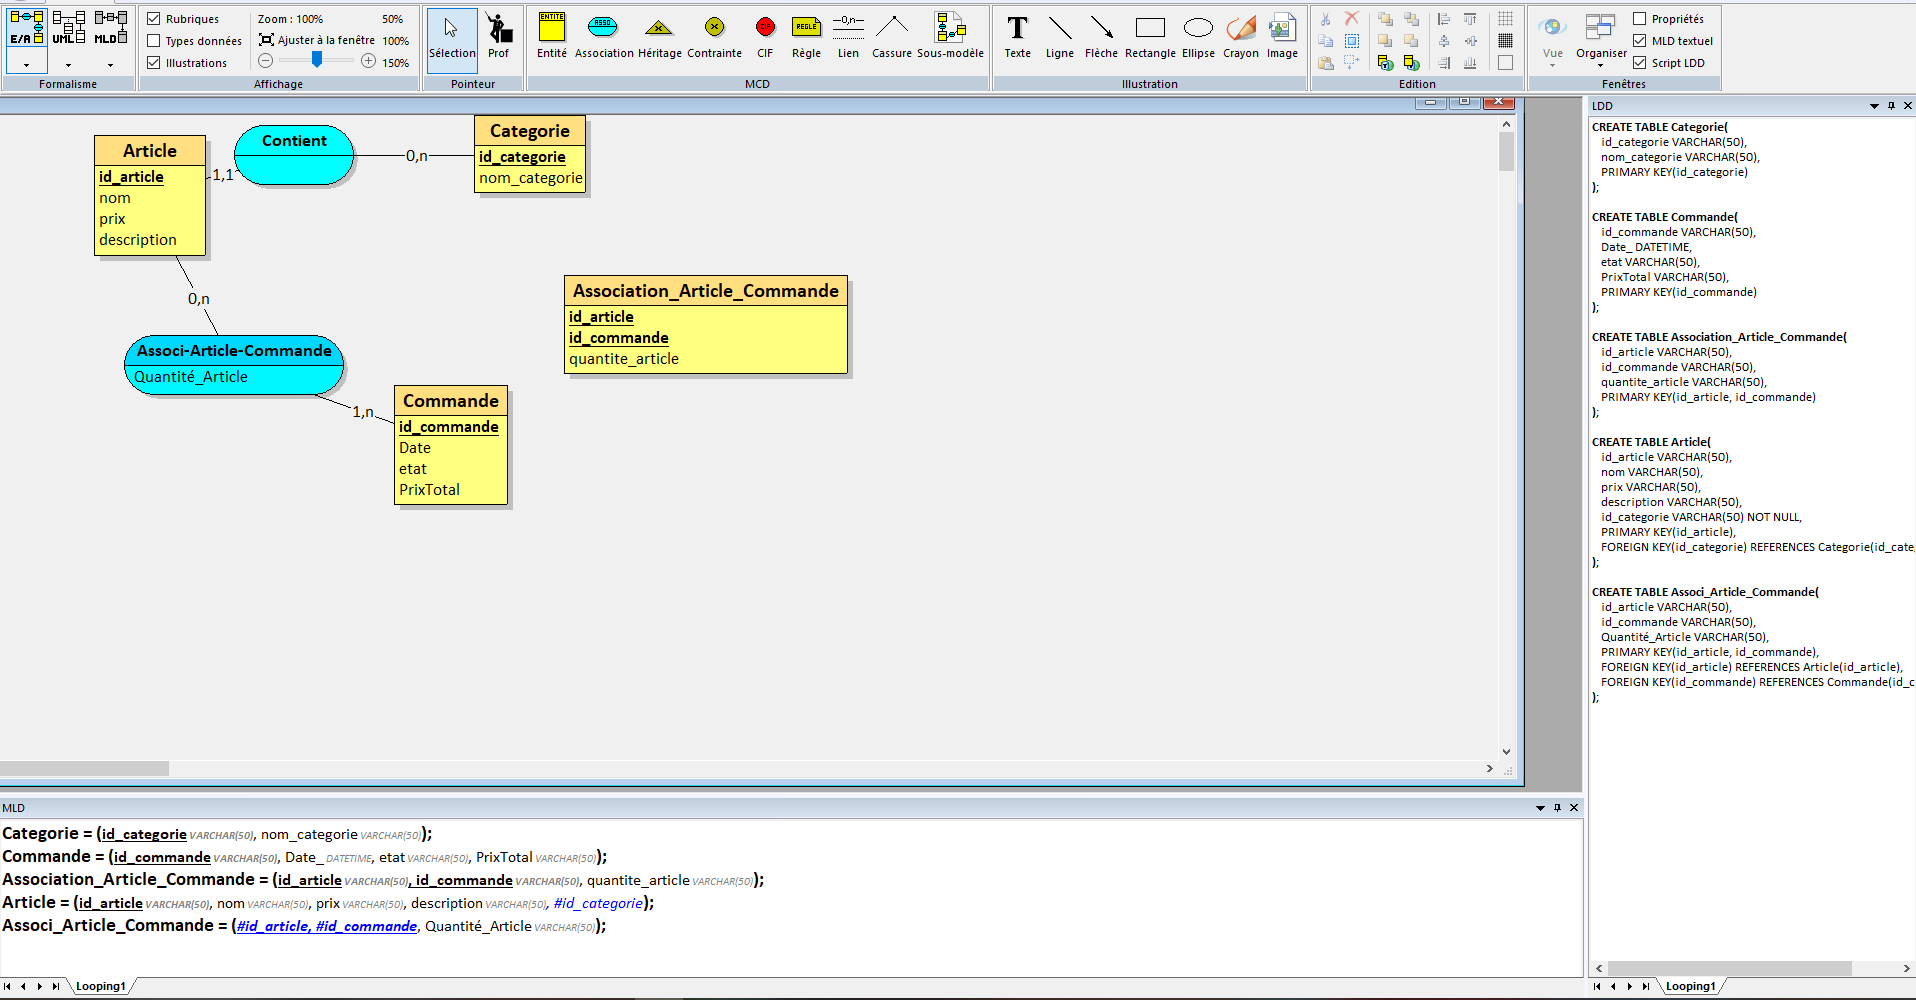 E/A
UML
MLD
Formalisme
Rubriques
Types données
Illustrations
Zoom : 100%
50%
Ajuster à la fenêtre
100%
150%
Affichage
Sélection
Prof
Pointeur
ENTITE
Entité
ASSO
Association
Héritage
Contrainte
CIF
CIF
REGLE
Règle
—0,n—
Lien
Cassure
Sous-modèle
MCD
T
Texte
Ligne
Flèche
Rectangle
Ellipse
Crayon
Image
Illustration
Edition
Vue
Organiser
Propriétés
MLD textuel
Script LDD
Fenêtres
Article
id_article
nom
prix
description
1,1
Contient
0,n
Categorie
id_categorie
nom_categorie
0,n
Associ-Article-Commande
Quantité_Article
1,n
Commande
id_commande
Date
etat
PrixTotal
Association_Article_Commande
id_article
id_commande
quantite_article
LDD
CREATE TABLE Categorie(
id_categorie VARCHAR(50),
nom_categorie VARCHAR(50),
PRIMARY KEY(id_categorie)
);
CREATE TABLE Commande(
id_commande VARCHAR(50),
Date_ DATETIME,
etat VARCHAR(50),
PrixTotal VARCHAR(50),
PRIMARY KEY(id_commande)
);
CREATE TABLE Association_Article_Commande(
id_article VARCHAR(50),
id_commande VARCHAR(50),
quantite_article VARCHAR(50),
PRIMARY KEY(id_article, id_commande)
);
CREATE TABLE Article(
id_article VARCHAR(50),
nom VARCHAR(50),
prix VARCHAR(50),
description VARCHAR(50),
id_categorie VARCHAR(50) NOT NULL,
PRIMARY KEY(id_article),
FOREIGN KEY(id_categorie) REFERENCES Categorie(id_cate
);
CREATE TABLE Associ_Article_Commande(
id_article VARCHAR(50),
id_commande VARCHAR(50),
Quantité_Article VARCHAR(50),
PRIMARY KEY(id_article, id_commande),
FOREIGN KEY(id_article) REFERENCES Article(id_article),
FOREIGN KEY(id_commande) REFERENCES Commande(id_c
);
Looping1
MLD
Categorie = (id_categorie VARCHAR(50), nom_categorie VARCHAR(50));
Commande = (id_commande VARCHAR(50), Date_ DATETIME, etat VARCHAR(50), PrixTotal VARCHAR(50));
Association_Article_Commande = (id_article VARCHAR(50), id_commande VARCHAR(50), quantite_article VARCHAR(50));
Article = (id_article VARCHAR(50), nom VARCHAR(50), prix VARCHAR(50), description VARCHAR(50), #id_categorie);
Associ_Article_Commande = (#id_article, #id_commande, Quantité_Article VARCHAR(50));
Looping1